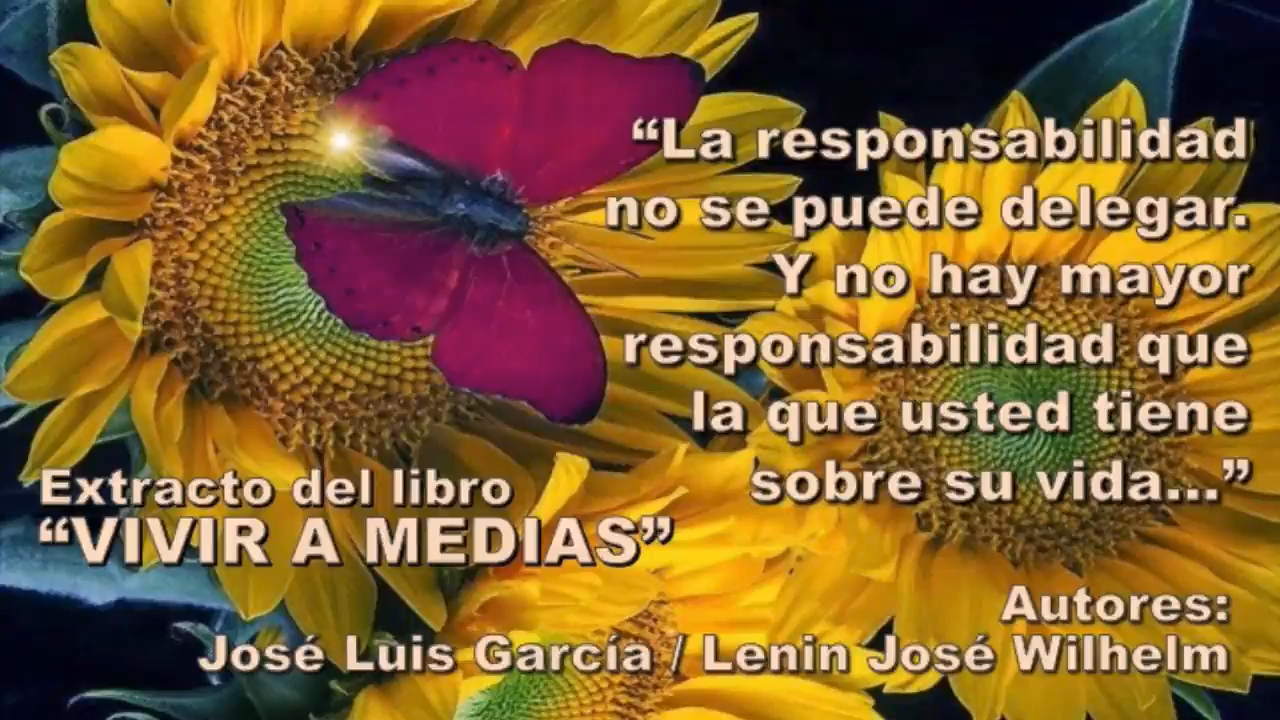 “La responsabilidad
no se puede delegar.
Y no hay mayor
responsabilidad que
la que usted tiene
sobre su vida...”
Extracto del libro
“VIVIR A MEDIAS”
Autores:
José Luis García / Lenin José Wilhelm